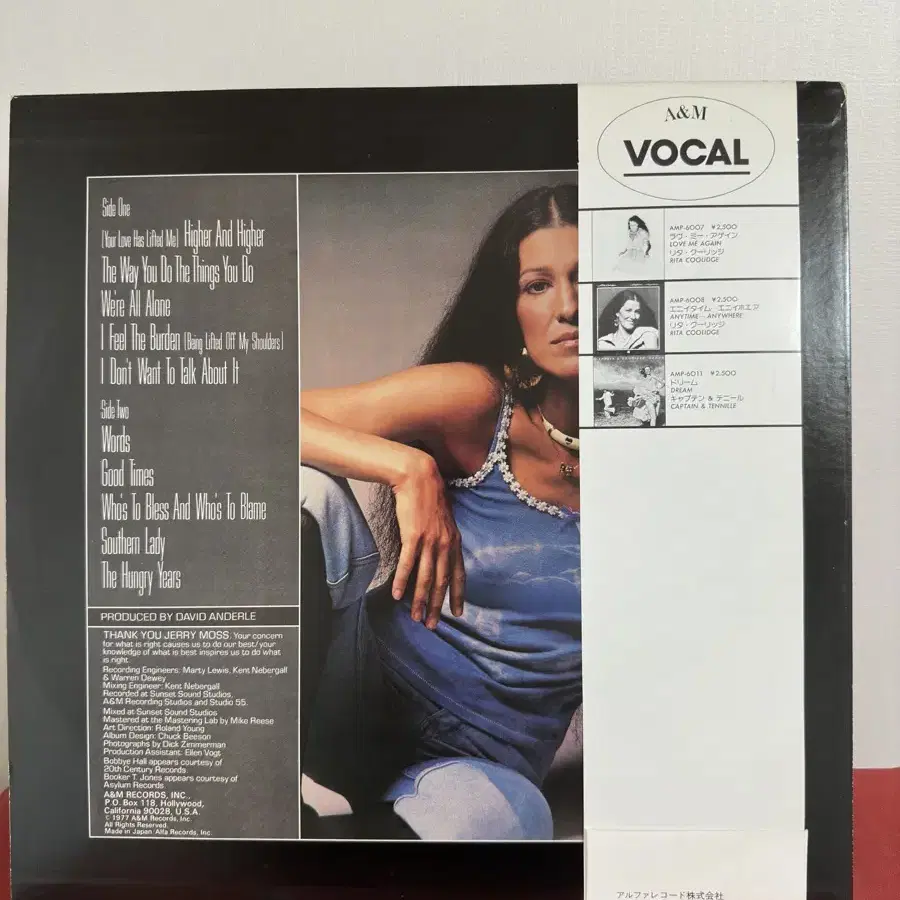 Side One
(Your Love Has Lifted Me) Higher And Higher
The Way You Do The Things You Do
We're All Alone
I Feel The Burden (Being Lifted Off My Shoulders)
I Don't Want To Talk About It
Side Two
Words
Good Times
Who's To Bless And Who's To Blame
Southern Lady
The Hungry Years
PRODUCED BY DAVID ANDERLE
THANK YOU JERRY MOSS: Your concern
for what is right causes us to do our best/your
knowledge of what is best inspires us to do what
is right.
Recording Engineers: Marty Lewis, Kent Nebergall
& Warren Dewey
Mixing Engineer: Kent Nebergall
Recorded at Sunset Sound Studios,
A&M Recording Studios and Studio 55.
Mixed at Sunset Sound Studios
Mastered at the Mastering Lab by Mike Reese
Art Direction: Roland Young
Album Design: Chuck Beeson
Photographs by Dick Zimmerman
Production Assistant: Ellen Vogt
Bobbye Hall appears courtesy of
20th Century Records.
Booker T. Jones appears courtesy of
Asylum Records.
A&M RECORDS, INC.,
P.O. Box 118, Hollywood,
California 90028, U.S.A.
© 1977 A&M Records, Inc.
All Rights Reserved.
Made in Japan/Alfa Records, Inc.
A&M
VOCAL
AMP-6007 ¥2,500
ラヴ・ミー・アゲイン
LOVE ME AGAIN
リタ・クーリッジ
RITA COOLIDGE
AMP-6008 ¥2,500
エニイタイム…エニイホエア
ANYTIME…ANYWHERE
リタ・クーリッジ
RITA COOLIDGE
AMP-6011 ¥2,500
ドリーム
DREAM
キャプテン & テニール
CAPTAIN & TENNILLE
アルファレコード株式会社